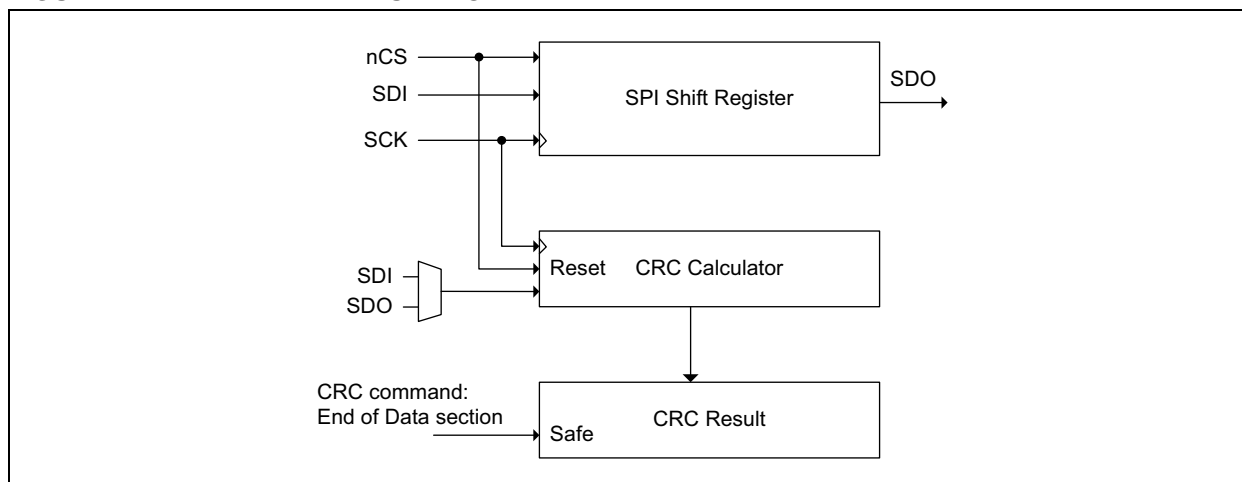 nCS
SDI
SCK
SPI Shift Register
SDO
SDI
SDO
Reset
CRC Calculator
CRC command:
End of Data section
Safe
CRC Result